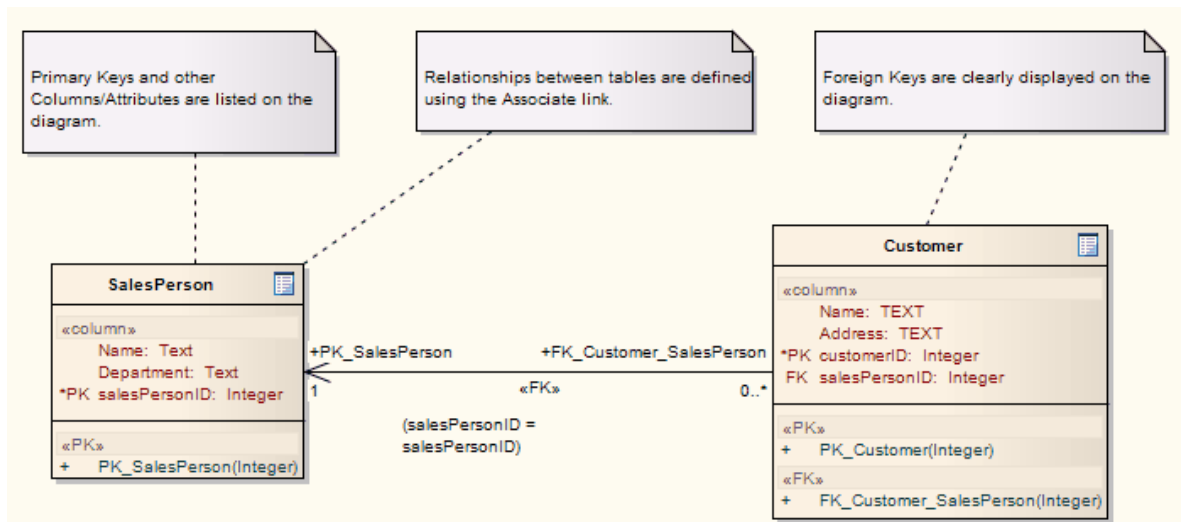 Primary Keys and other
Columns/Attributes are listed on the
diagram.
Relationships between tables are defined
using the Associate link.
Foreign Keys are clearly displayed on the
diagram.
SalesPerson
«column»
Name: Text
Department: Text
*PK salesPersonID: Integer
«PK»
+ PK_SalesPerson(Integer)
+PK_SalesPerson
+FK_Customer_SalesPerson
1
«FK»
0..*
(salesPersonID =
salesPersonID)
Customer
«column»
Name: TEXT
Address: TEXT
*PK customerID: Integer
FK salesPersonID: Integer
«PK»
+ PK_Customer(Integer)
«FK»
+ FK_Customer_SalesPerson(Integer)